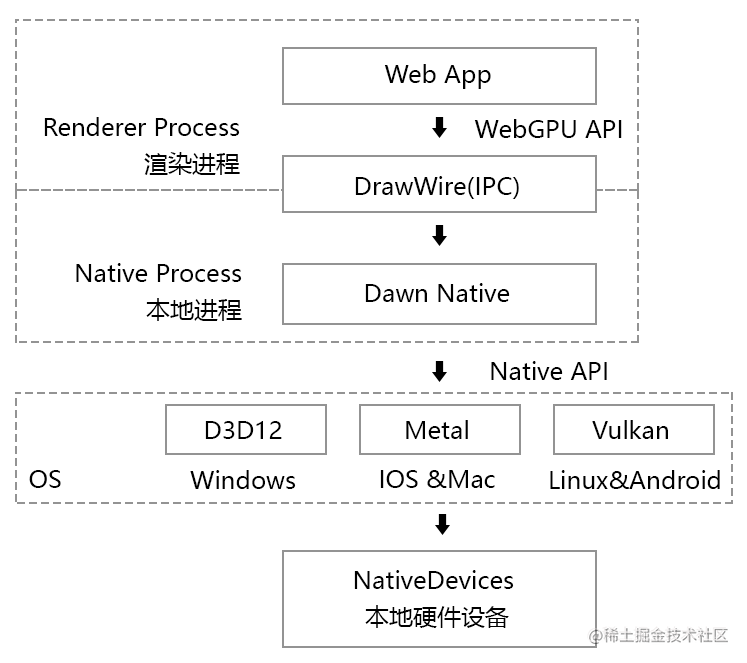 Web App
Renderer Process
渲染进程
WebGPU API
DrawWire(IPC)
Native Process
本地进程
Dawn Native
Native API
D3D12
Metal
Vulkan
OS
Windows
IOS &Mac
Linux&Android
NativeDevices
本地硬件设备
@稀土掘金技术社区